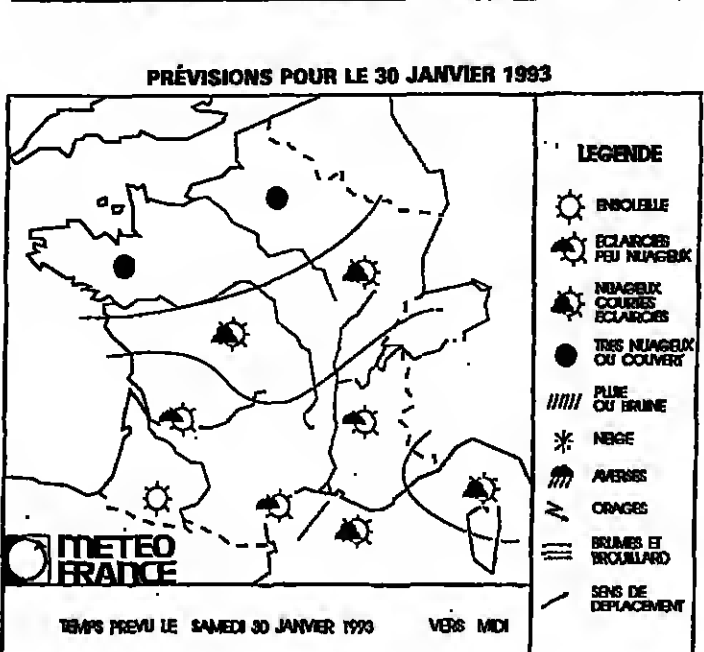 PRÉVISIONS POUR LE 30 JANVIER 1993
LEGENDE
ENSOLEILLE
ECLAIRCIES
PEU NUAGEUX
NUAGEUX
COURTES
ECLAIRCIES
TRES NUAGEUX
OU COUVERT
PLUIE
OU BRUINE
NEIGE
AVERSES
ORAGES
BRUMES ET
BROUILLARD
SENS DE
DEPLACEMENT
METEO
FRANCE
TEMPS PREVU LE SAMEDI 30 JANVIER 1993 VERS MIDI